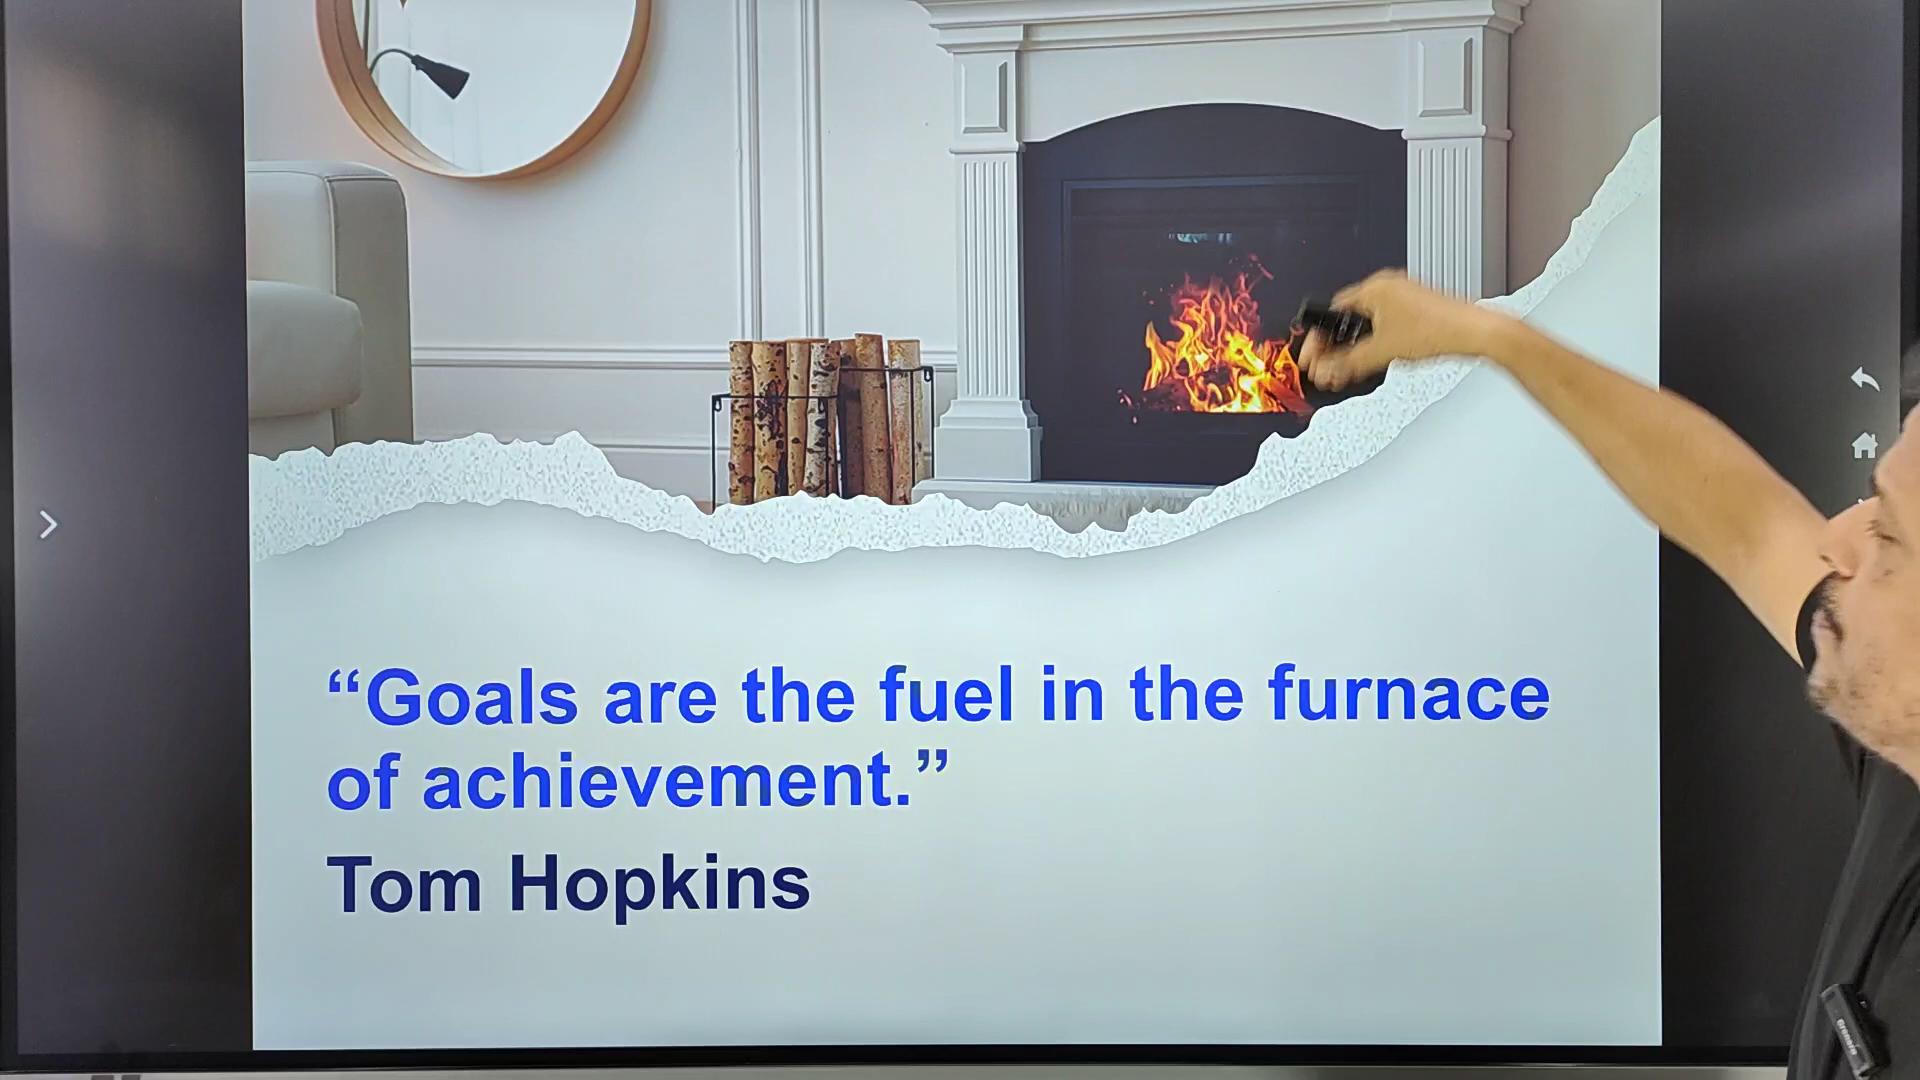 “Goals are the fuel in the furnace
of achievement.”
Tom Hopkins